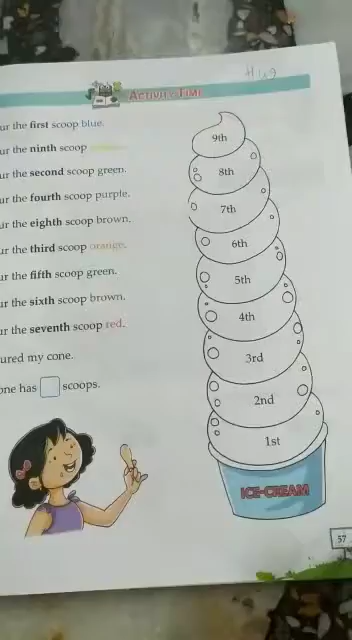 ACTIVITY TIME
ur the first scoop blue.
ur the ninth scoop
ur the second scoop green.
ur the fourth scoop purple.
ur the eighth scoop brown.
ur the third scoop orange.
ur the fifth scoop green.
ur the sixth scoop brown.
ur the seventh scoop red.
ured my cone.
one has scoops.
9th
8th
7th
6th
5th
4th
3rd
2nd
1st
ICE-CREAM
57